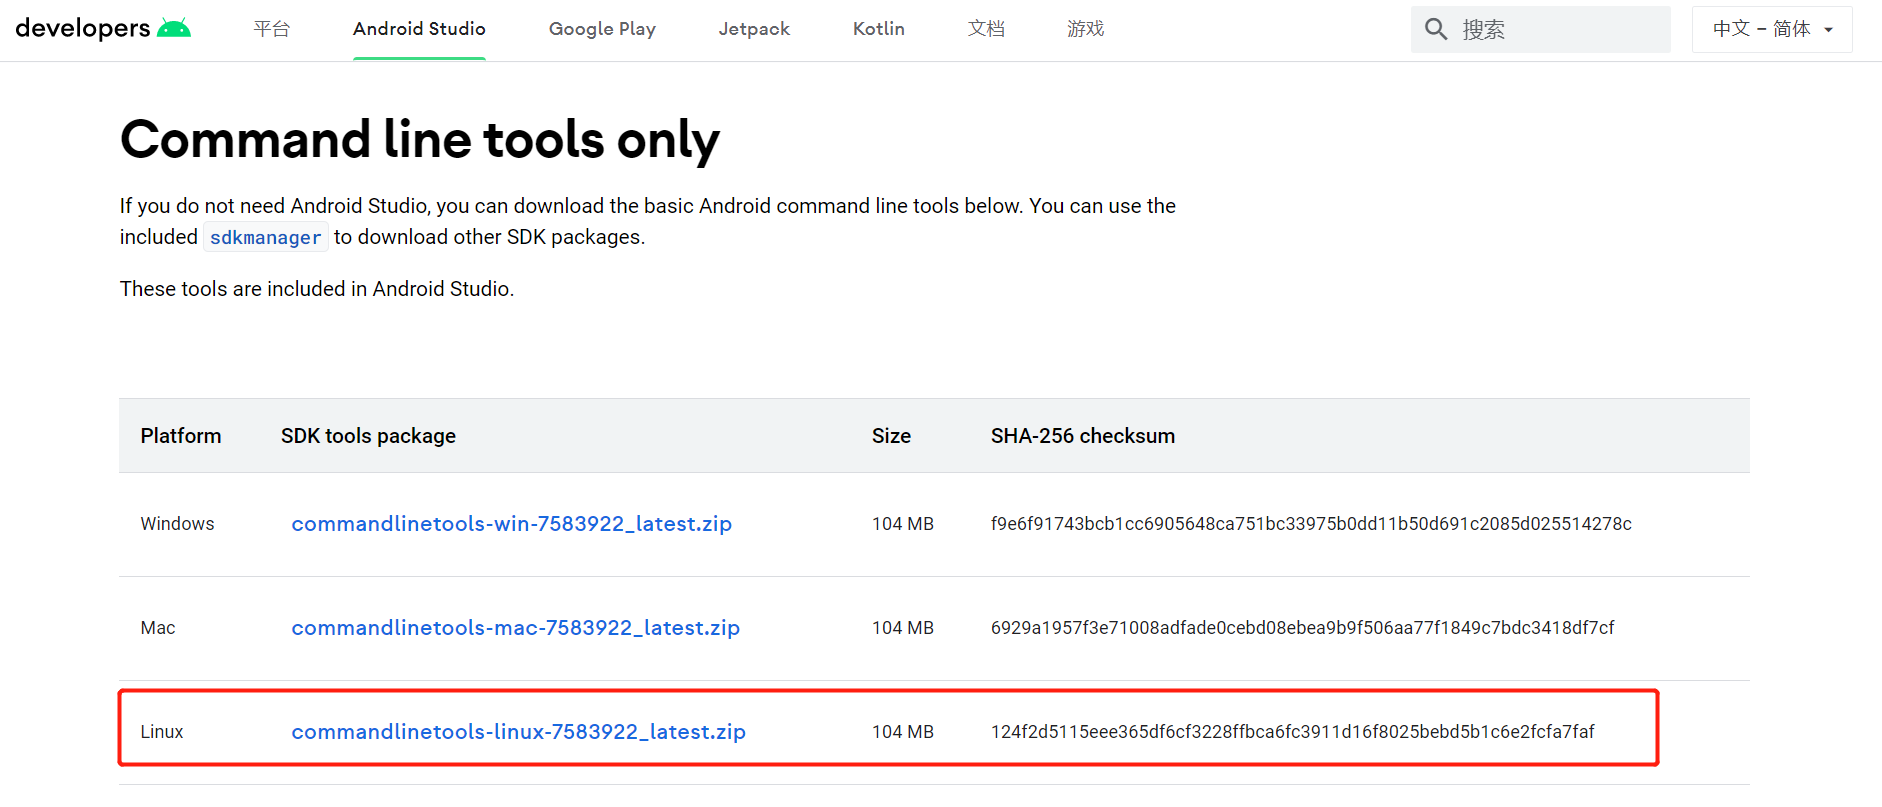 developers 平台 Android Studio Google Play Jetpack Kotlin 文档 游戏 搜索 中文 – 简体
Command line tools only
If you do not need Android Studio, you can download the basic Android command line tools below. You can use the
included sdkmanager to download other SDK packages.
These tools are included in Android Studio.
Platform SDK tools package Size SHA-256 checksum
Windows commandlinetools-win-7583922_latest.zip 104 MB f9e6f91743bcb1cc6905648ca751bc33975b0dd11b50d691c2085d025514278c
Mac commandlinetools-mac-7583922_latest.zip 104 MB 6929a1957f3e71008adfade0cebd08ebea9b9f506aa77f1849c7bdc3418df7cf
Linux commandlinetools-linux-7583922_latest.zip 104 MB 124f2d5115eee365df6cf3228ffbca6fc3911d16f8025bebd5b1c6e2fcfa7faf